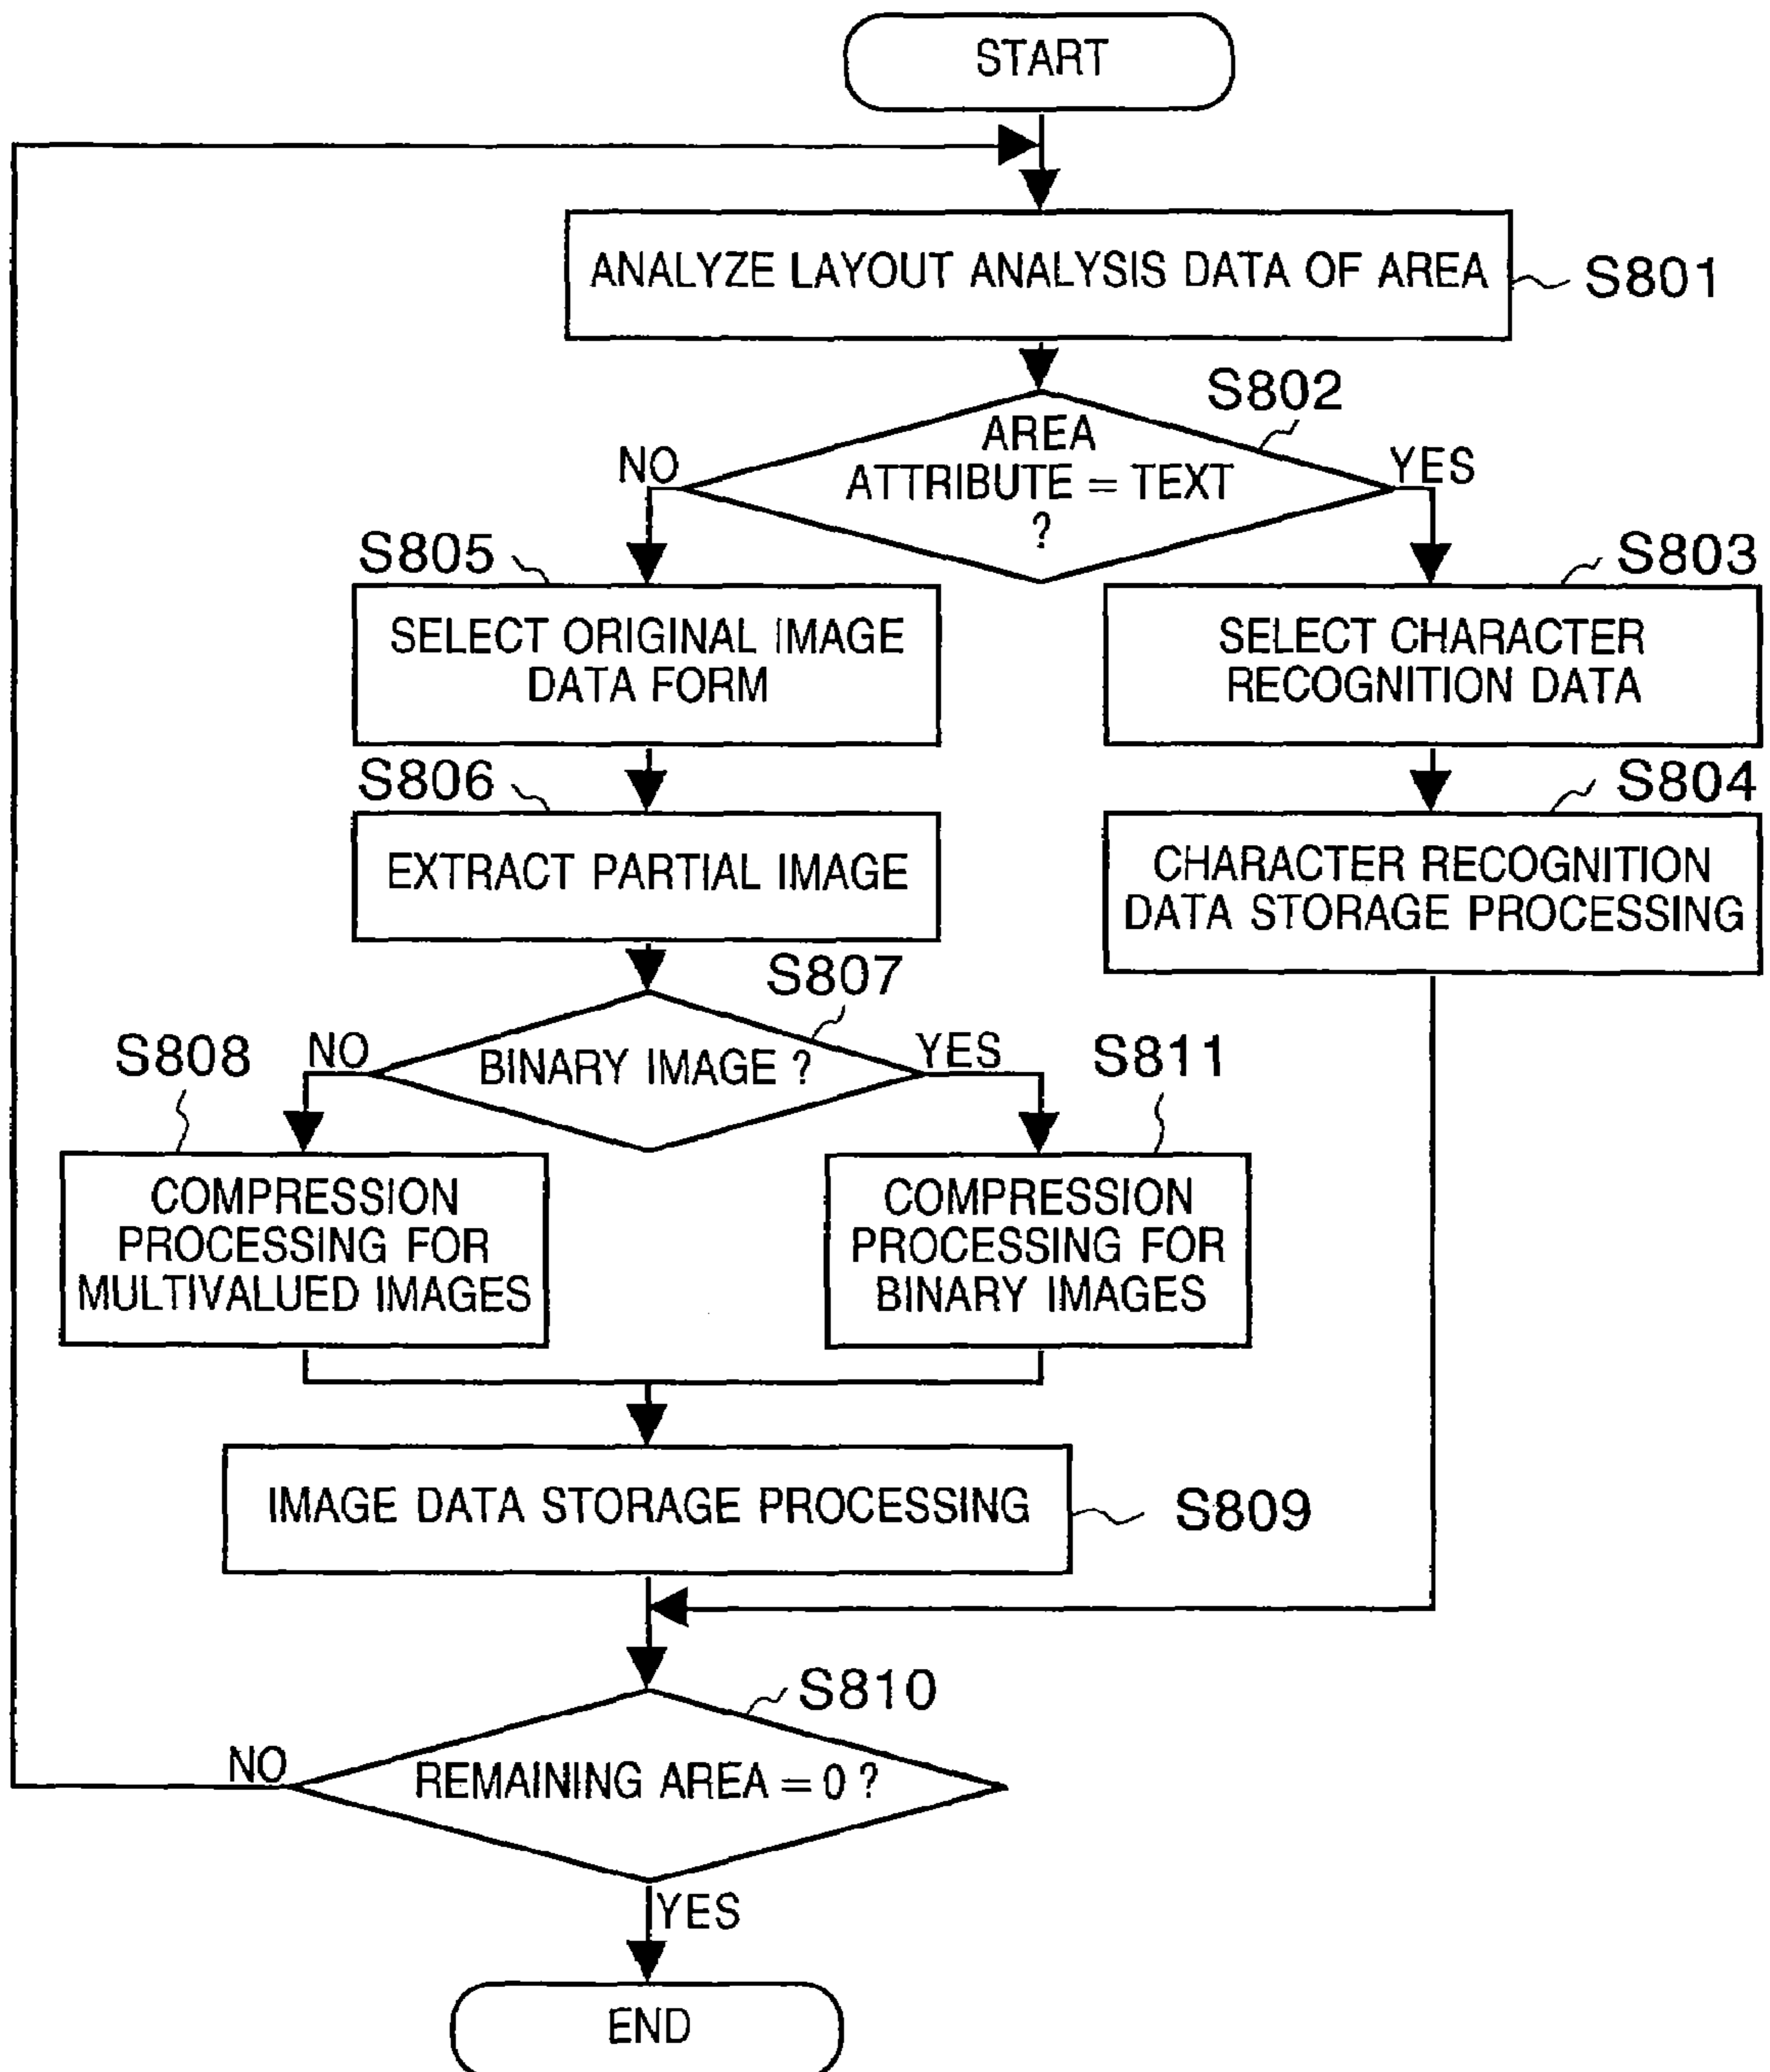 START
ANALYZE LAYOUT ANALYSIS DATA OF AREA
S801
S802
AREA
ATTRIBUTE = TEXT
?
NO
YES
S805
SELECT ORIGINAL IMAGE
DATA FORM
S803
SELECT CHARACTER
RECOGNITION DATA
S806
EXTRACT PARTIAL IMAGE
S804
CHARACTER RECOGNITION
DATA STORAGE PROCESSING
S807
BINARY IMAGE ?
NO
YES
S808
COMPRESSION
PROCESSING FOR
MULTIVALUED IMAGES
S811
COMPRESSION
PROCESSING FOR
BINARY IMAGES
IMAGE DATA STORAGE PROCESSING
S809
S810
REMAINING AREA = 0 ?
NO
YES
END